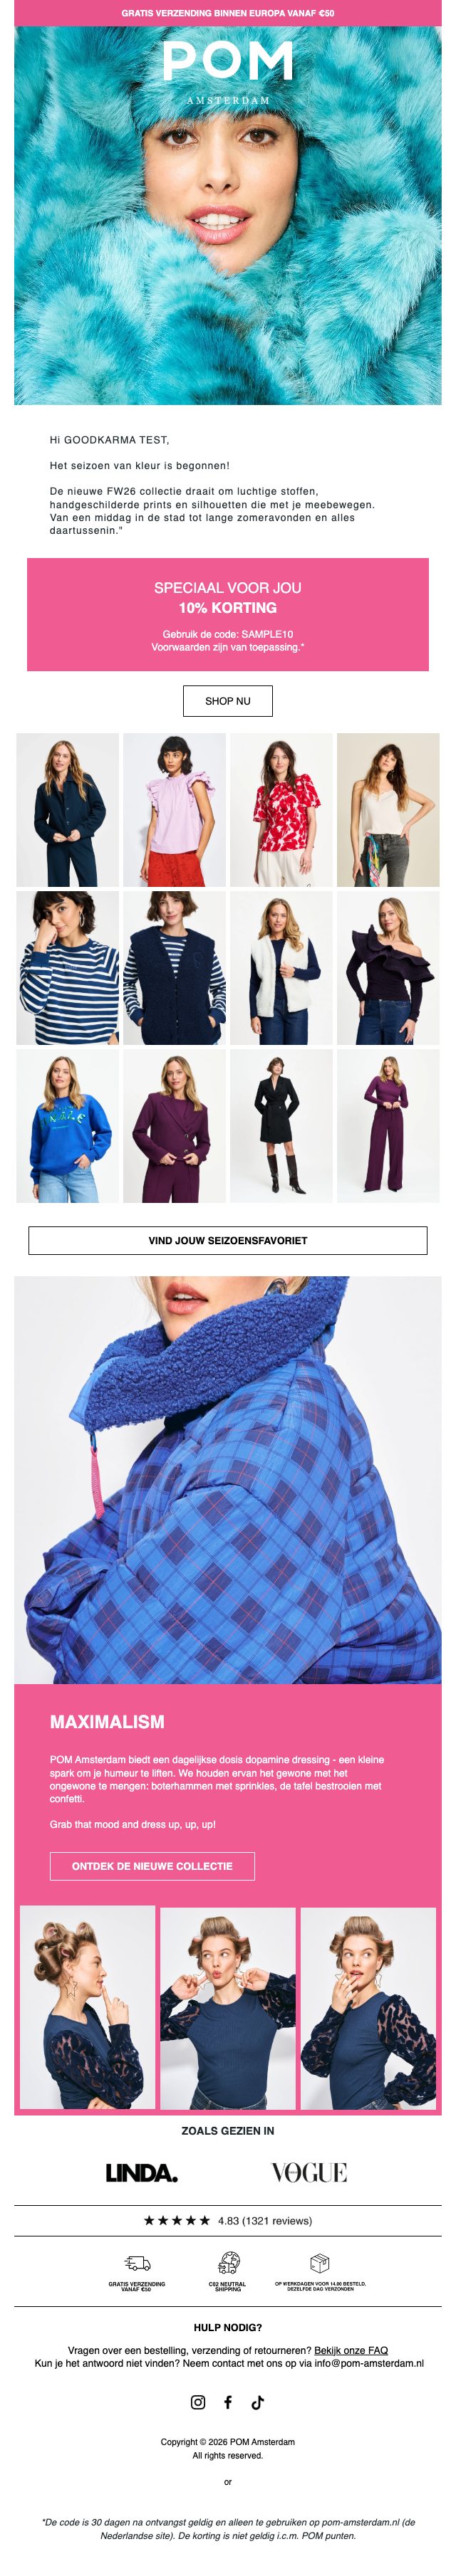 GRATIS VERZENDING BINNEN EUROPA VANAF €50
POM
AMSTERDAM
Hi GOODKARMA TEST,
Het seizoen van kleur is begonnen!
De nieuwe FW26 collectie draait om luchtige stoffen,
handgeschilderde prints en silhouetten die met je meebewegen.
Van een middag in de stad tot lange zomeravonden en alles
daartussenin."
SPECIAAL VOOR JOU
10% KORTING
Gebruik de code: SAMPLE10
Voorwaarden zijn van toepassing.*
SHOP NU
VIND JOUW SEIZOENSFAVORIET
MAXIMALISM
POM Amsterdam biedt een dagelijkse dosis dopamine dressing - een kleine
spark om je humeur te liften. We houden ervan het gewone met het
ongewone te mengen: boterhammen met sprinkles, de tafel bestrooien met
confetti.
Grab that mood and dress up, up, up!
ONTDEK DE NIEUWE COLLECTIE
ZOALS GEZIEN IN
LINDA.
VOGUE
★★★★★ 4.83 (1321 reviews)
GRATIS VERZENDING
VANAF €50
C02 NEUTRAL
SHIPPING
OP WERKDAGEN VOOR 14.00 BESTELD,
DEZELFDE DAG VERZONDEN
HULP NODIG?
Vragen over een bestelling, verzending of retourneren? Bekijk onze FAQ
Kun je het antwoord niet vinden? Neem contact met ons op via info@pom-amsterdam.nl
Copyright © 2026 POM Amsterdam
All rights reserved.
or
*De code is 30 dagen na ontvangst geldig en alleen te gebruiken op pom-amsterdam.nl (de
Nederlandse site). De korting is niet geldig i.c.m. POM punten.